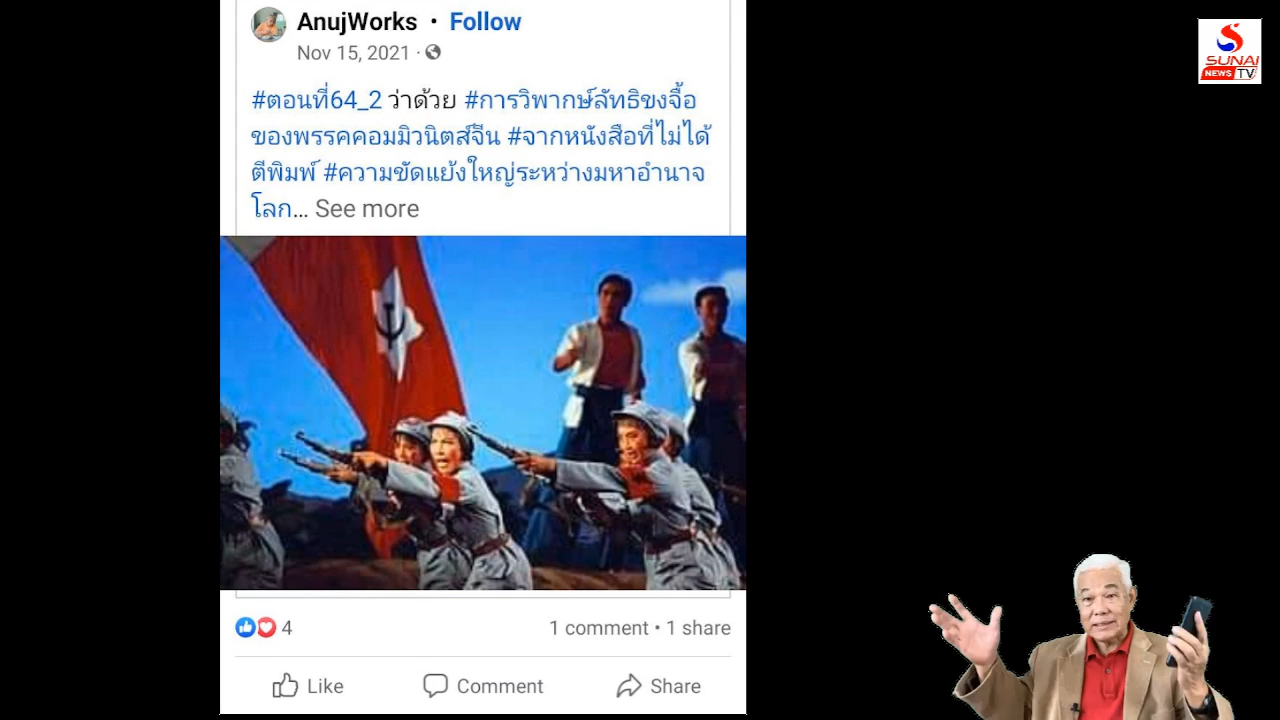 AnujWorks • Follow
Nov 15, 2021 ·
#ตอนที่64_2 ว่าด้วย #การวิพากษ์ลัทธิขงจื้อ
ของพรรคคอมมิวนิตส์จีน #จากหนังสือที่ไม่ได้
ตีพิมพ์ #ความขัดแย้งใหญ่ระหว่างมหาอำนาจ
โลก... See more
4
1 comment • 1 share
Like
Comment
Share
SUNAI
NEWS TV